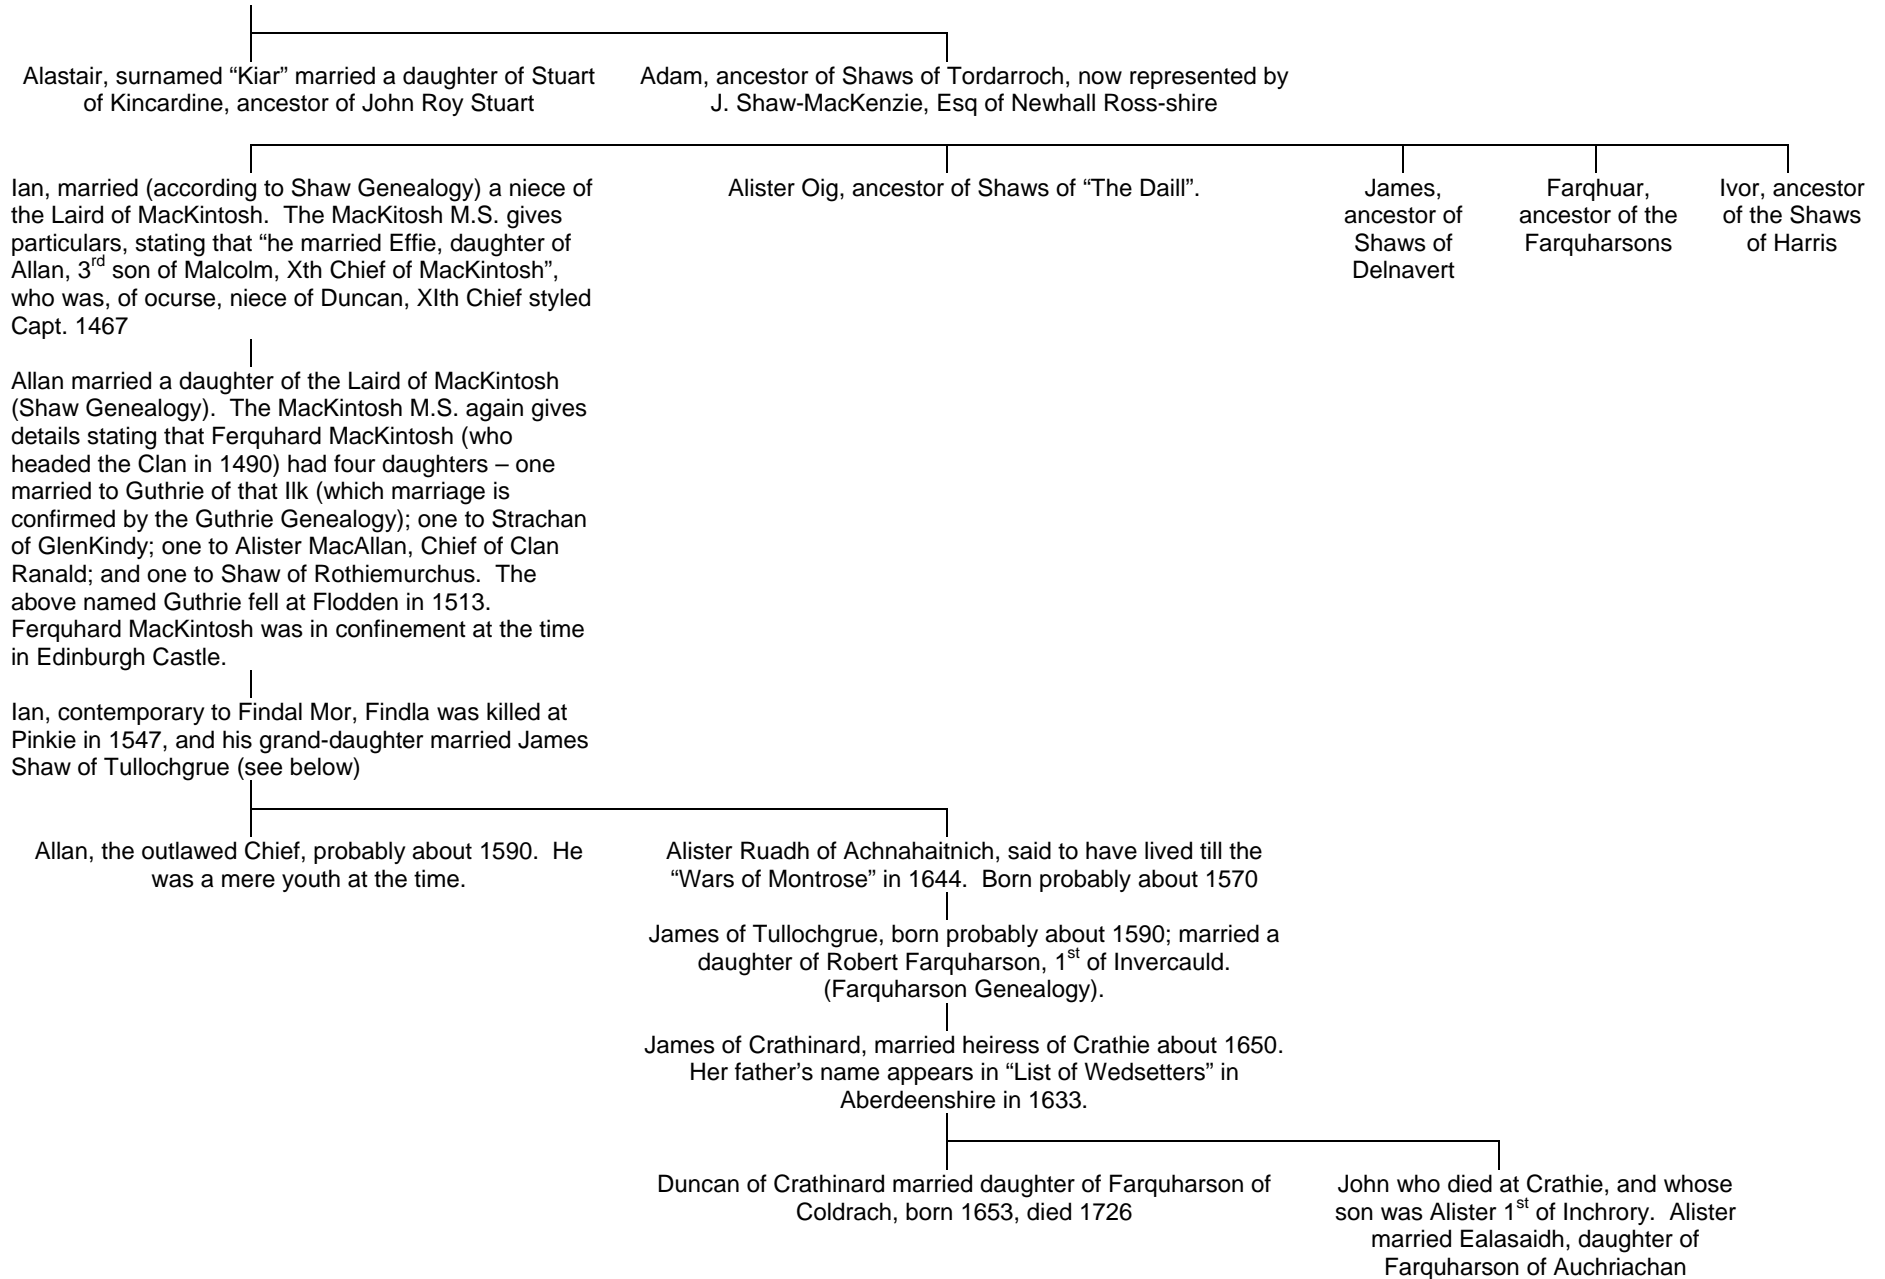 Alastair, surnamed “Kiar” married a daughter of Stuart
of Kincardine, ancestor of John Roy Stuart
Adam, ancestor of Shaws of Tordarroch, now represented by
J. Shaw-MacKenzie, Esq of Newhall Ross-shire
Ian, married (according to Shaw Genealogy) a niece of
the Laird of MacKintosh.  The MacKitosh M.S. gives
particulars, stating that “he married Effie, daughter of
Allan, 3rd son of Malcolm, Xth Chief of MacKintosh”,
who was, of ocurse, niece of Duncan, XIth Chief styled
Capt. 1467
Alister Oig, ancestor of Shaws of “The Daill”.
James,
ancestor of
Shaws of
Delnavert
Farqhuar,
ancestor of the
Farquharsons
Ivor, ancestor
of the Shaws
of Harris
Allan married a daughter of the Laird of MacKintosh
(Shaw Genealogy).  The MacKintosh M.S. again gives
details stating that Ferquhard MacKintosh (who
headed the Clan in 1490) had four daughters – one
married to Guthrie of that Ilk (which marriage is
confirmed by the Guthrie Genealogy); one to Strachan
of GlenKindy; one to Alister MacAllan, Chief of Clan
Ranald; and one to Shaw of Rothiemurchus.  The
above named Guthrie fell at Flodden in 1513.
Ferquhard MacKintosh was in confinement at the time
in Edinburgh Castle.
Ian, contemporary to Findal Mor, Findla was killed at
Pinkie in 1547, and his grand-daughter married James
Shaw of Tullochgrue (see below)
Allan, the outlawed Chief, probably about 1590.  He
was a mere youth at the time.
Alister Ruadh of Achnahaitnich, said to have lived till the
“Wars of Montrose” in 1644.  Born probably about 1570
James of Tullochgrue, born probably about 1590; married a
daughter of Robert Farquharson, 1st of Invercauld.
(Farquharson Genealogy).
James of Crathinard, married heiress of Crathie about 1650.
Her father’s name appears in “List of Wedsetters” in
Aberdeenshire in 1633.
Duncan of Crathinard married daughter of Farquharson of
Coldrach, born 1653, died 1726
John who died at Crathie, and whose
son was Alister 1st of Inchrory.  Alister
married Ealasaidh, daughter of
Farquharson of Auchriachan